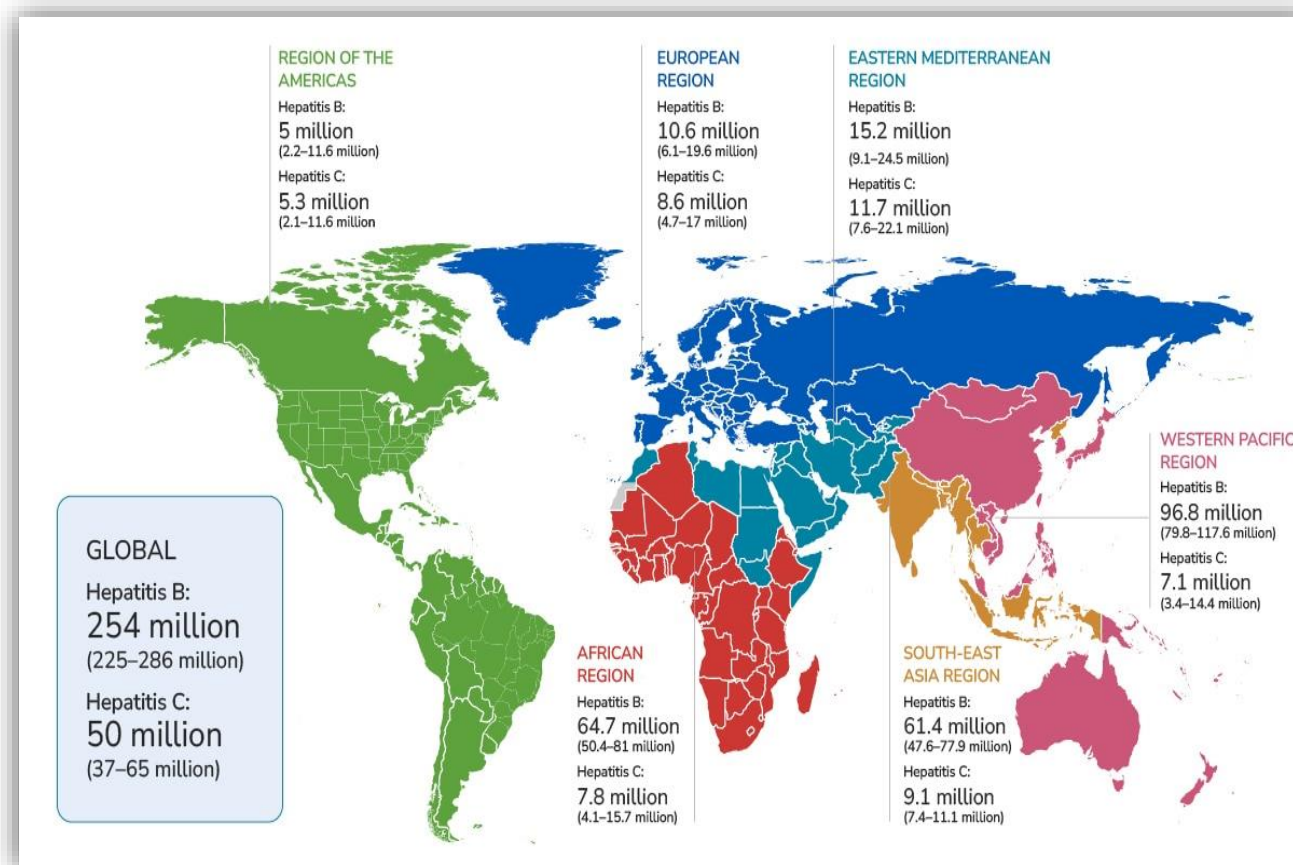 REGION OF THE
AMERICAS
Hepatitis B:
5 million
(2.2–11.6 million)
Hepatitis C:
5.3 million
(2.1–11.6 million
EUROPEAN
REGION
Hepatitis B:
10.6 million
(6.1–19.6 million)
Hepatitis C:
8.6 million
(4.7–17 million)
EASTERN MEDITERRANEAN
REGION
Hepatitis B:
15.2 million
(9.1–24.5 million)
Hepatitis C:
11.7 million
(7.6–22.1 million)
WESTERN PACIFIC
REGION
Hepatitis B:
96.8 million
(79.8–117.6 million)
Hepatitis C:
7.1 million
(3.4–14.4 million)
GLOBAL
Hepatitis B:
254 million
(225–286 million)
Hepatitis C:
50 million
(37–65 million)
AFRICAN
REGION
Hepatitis B:
64.7 million
(50.4–81 million)
Hepatitis C:
7.8 million
(4.1–15.7 million)
SOUTH-EAST
ASIA REGION
Hepatitis B:
61.4 million
(47.6–77.9 million)
Hepatitis C:
9.1 million
(7.4–11.1 million)